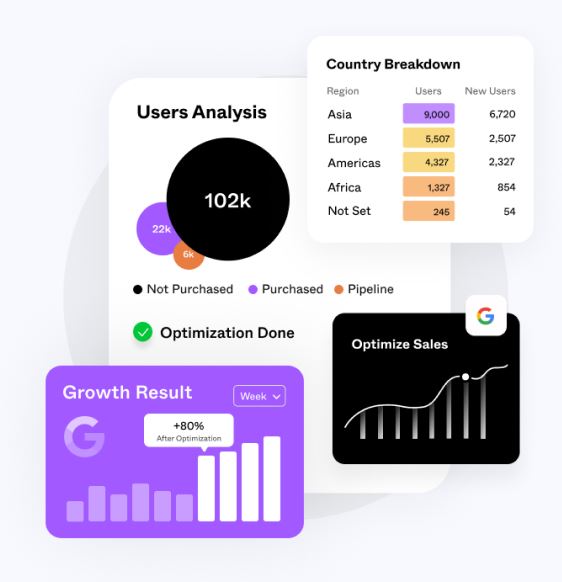 Country Breakdown
Region Users New Users
Asia 9,000 6,720
Europe 5,507 2,507
Americas 4,327 2,327
Africa 1,327 854
Not Set 245 54
Users Analysis
102k
22k
6k
Not Purchased Purchased Pipeline
Optimization Done
G
Optimize Sales
Growth Result
Week
G
+80%
After Optimization